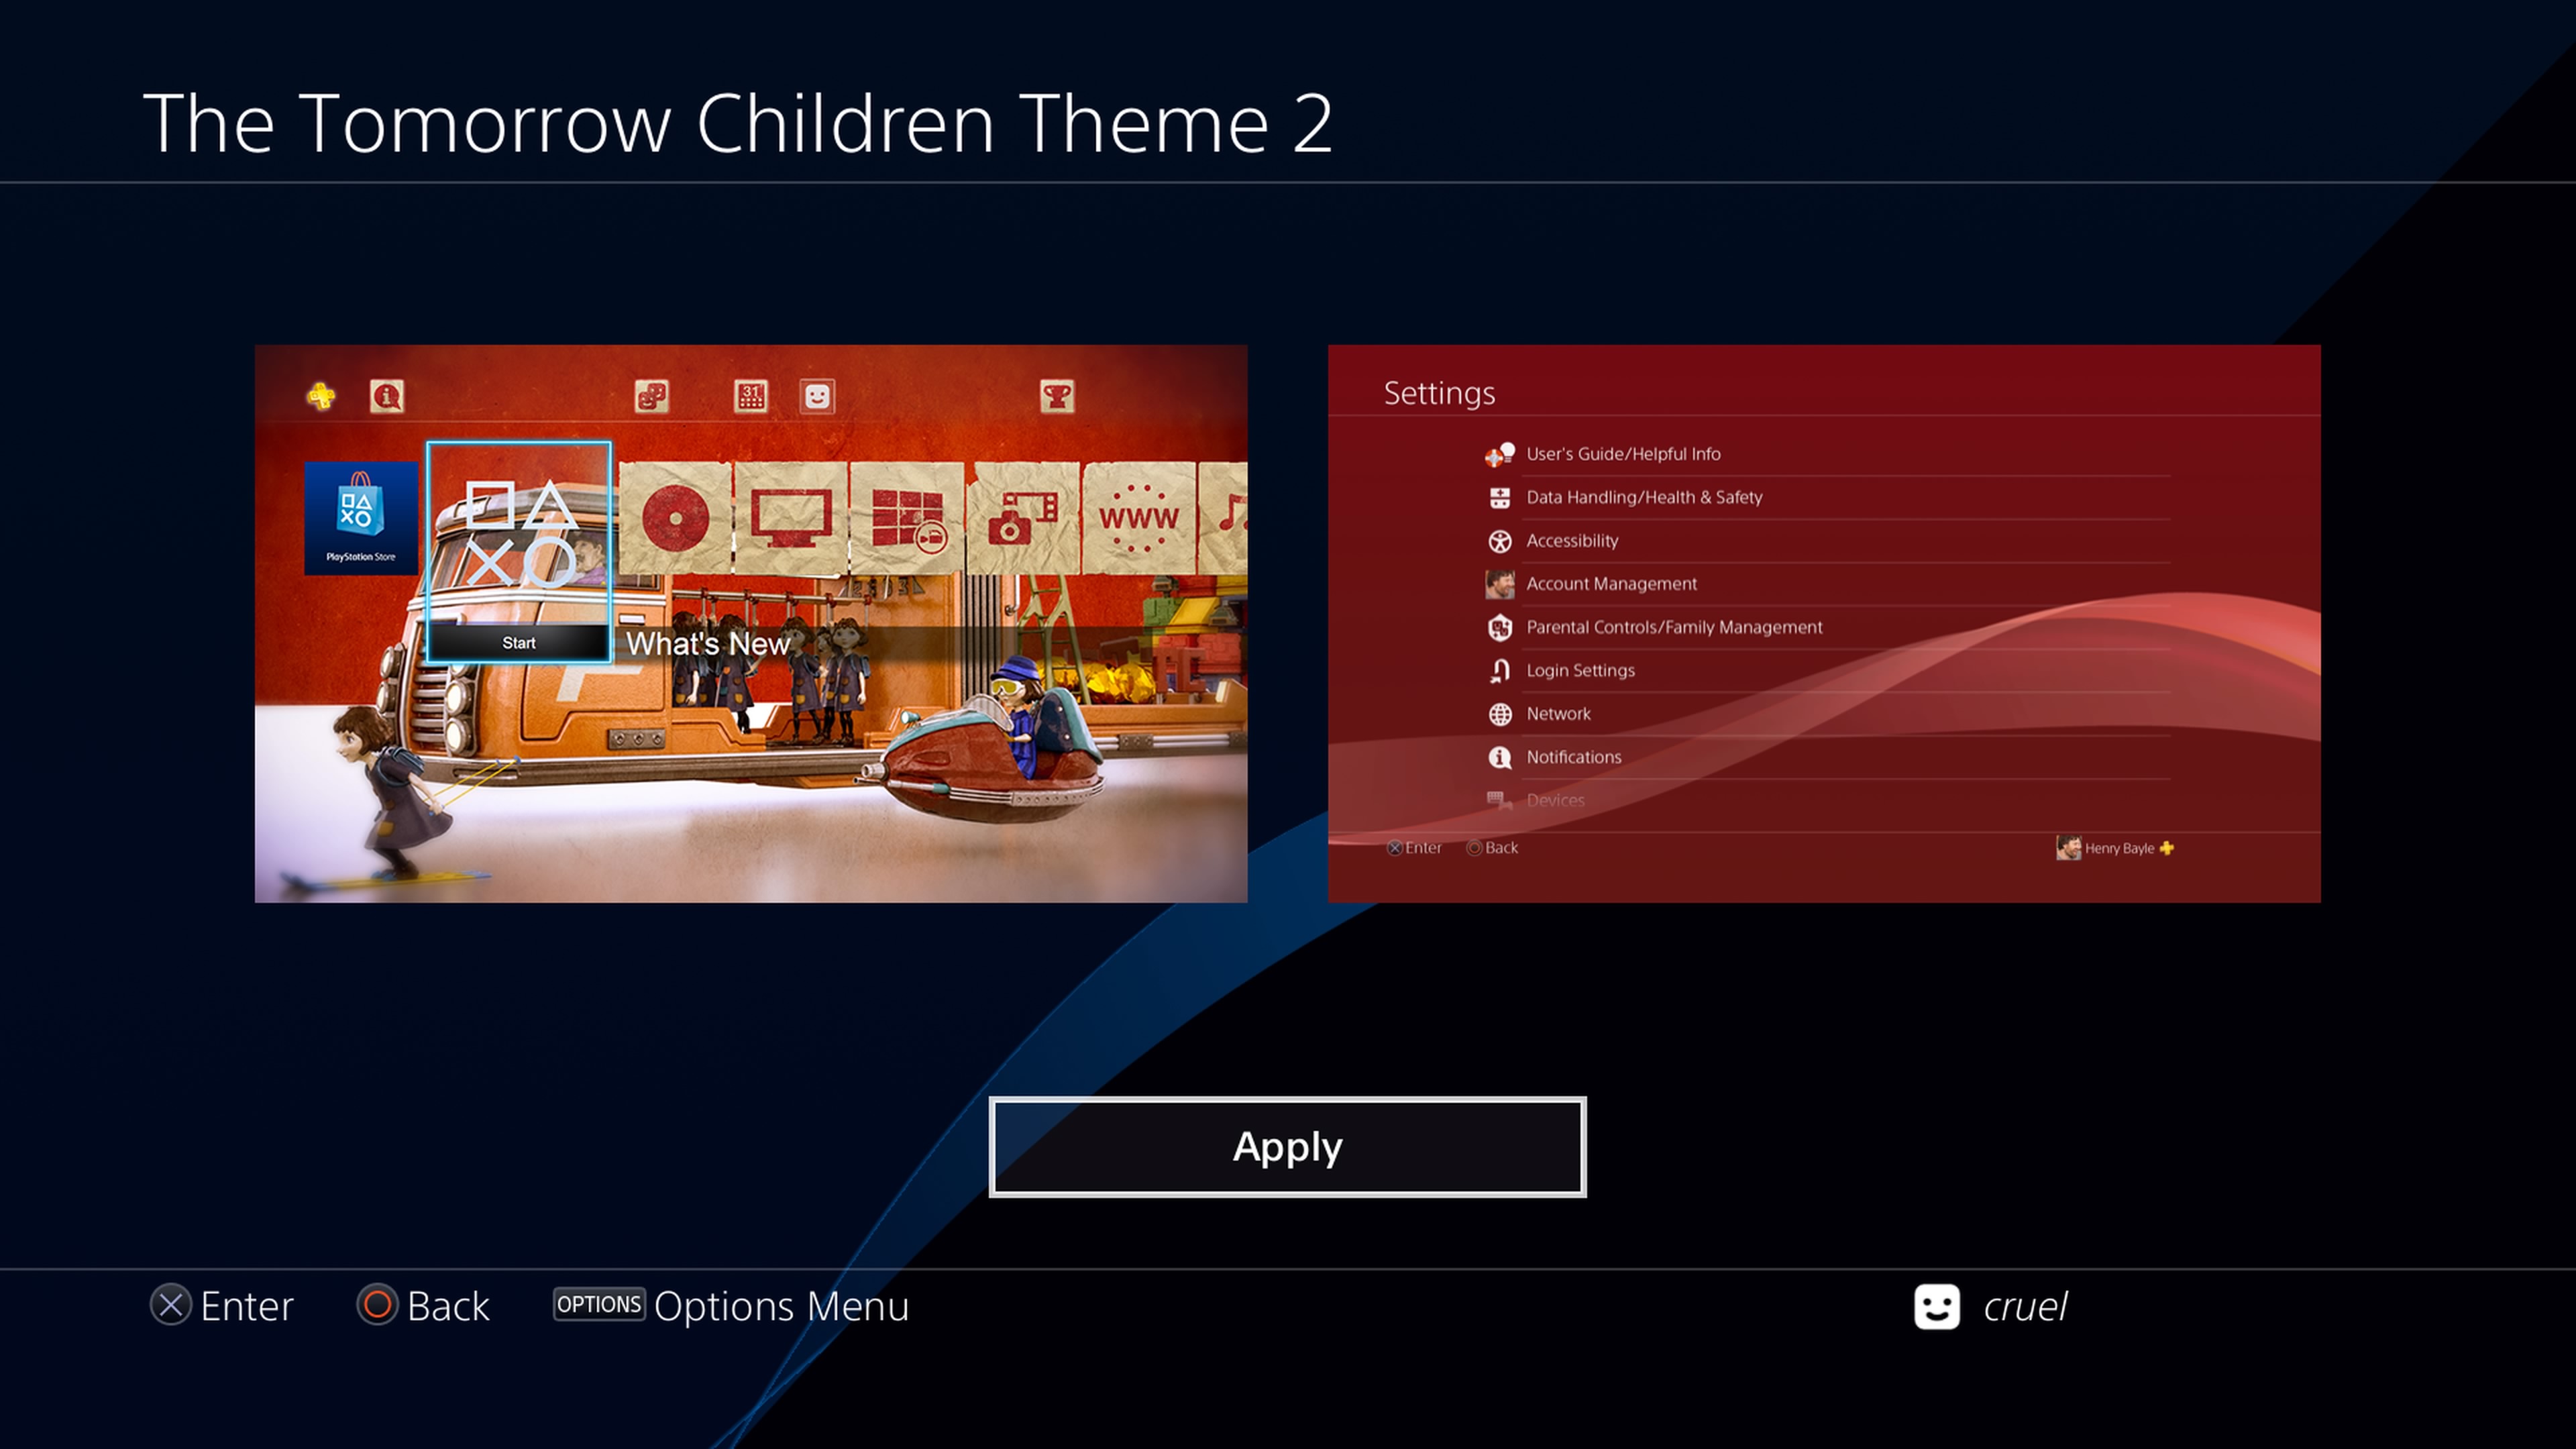 The Tomorrow Children Theme 2
31
PlayStation Store
WWW
Start
What's New
Settings
User's Guide/Helpful Info
Data Handling/Health & Safety
Accessibility
Account Management
Parental Controls/Family Management
Login Settings
Network
Notifications
Devices
Enter
Back
Henry Bayle
Apply
Enter
Back
OPTIONS Options Menu
cruel